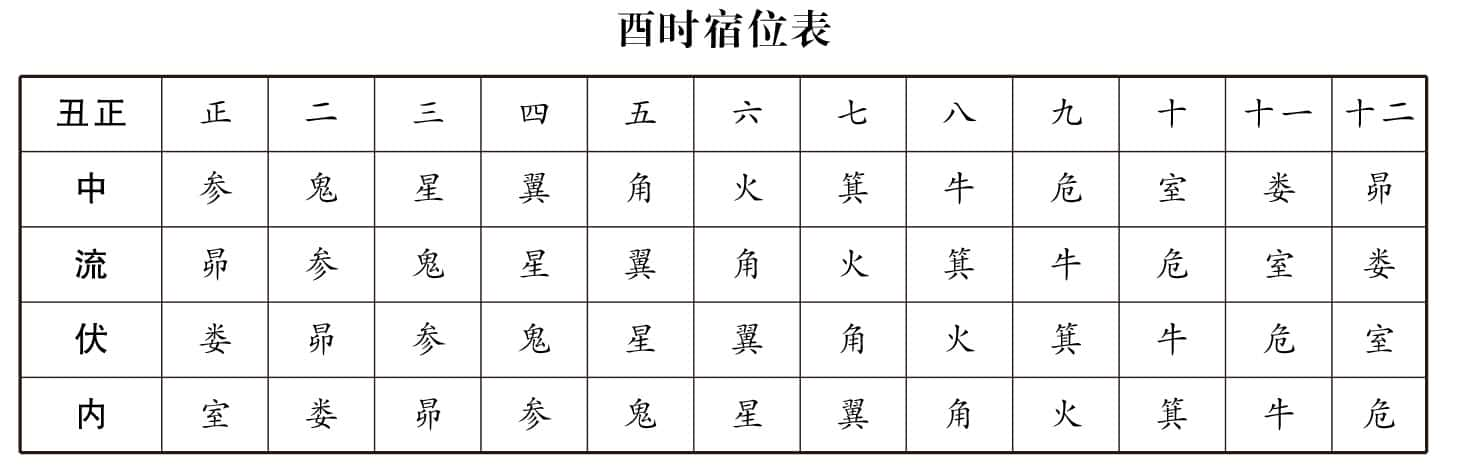 酉时宿位表
丑正 正 二 三 四 五 六 七 八 九 十 十一 十二
中 参 鬼 星 翼 角 火 箕 牛 危 室 娄 昴
流 昴 参 鬼 星 翼 角 火 箕 牛 危 室 娄
伏 娄 昴 参 鬼 星 翼 角 火 箕 牛 危 室
内 室 娄 昴 参 鬼 星 翼 角 火 箕 牛 危